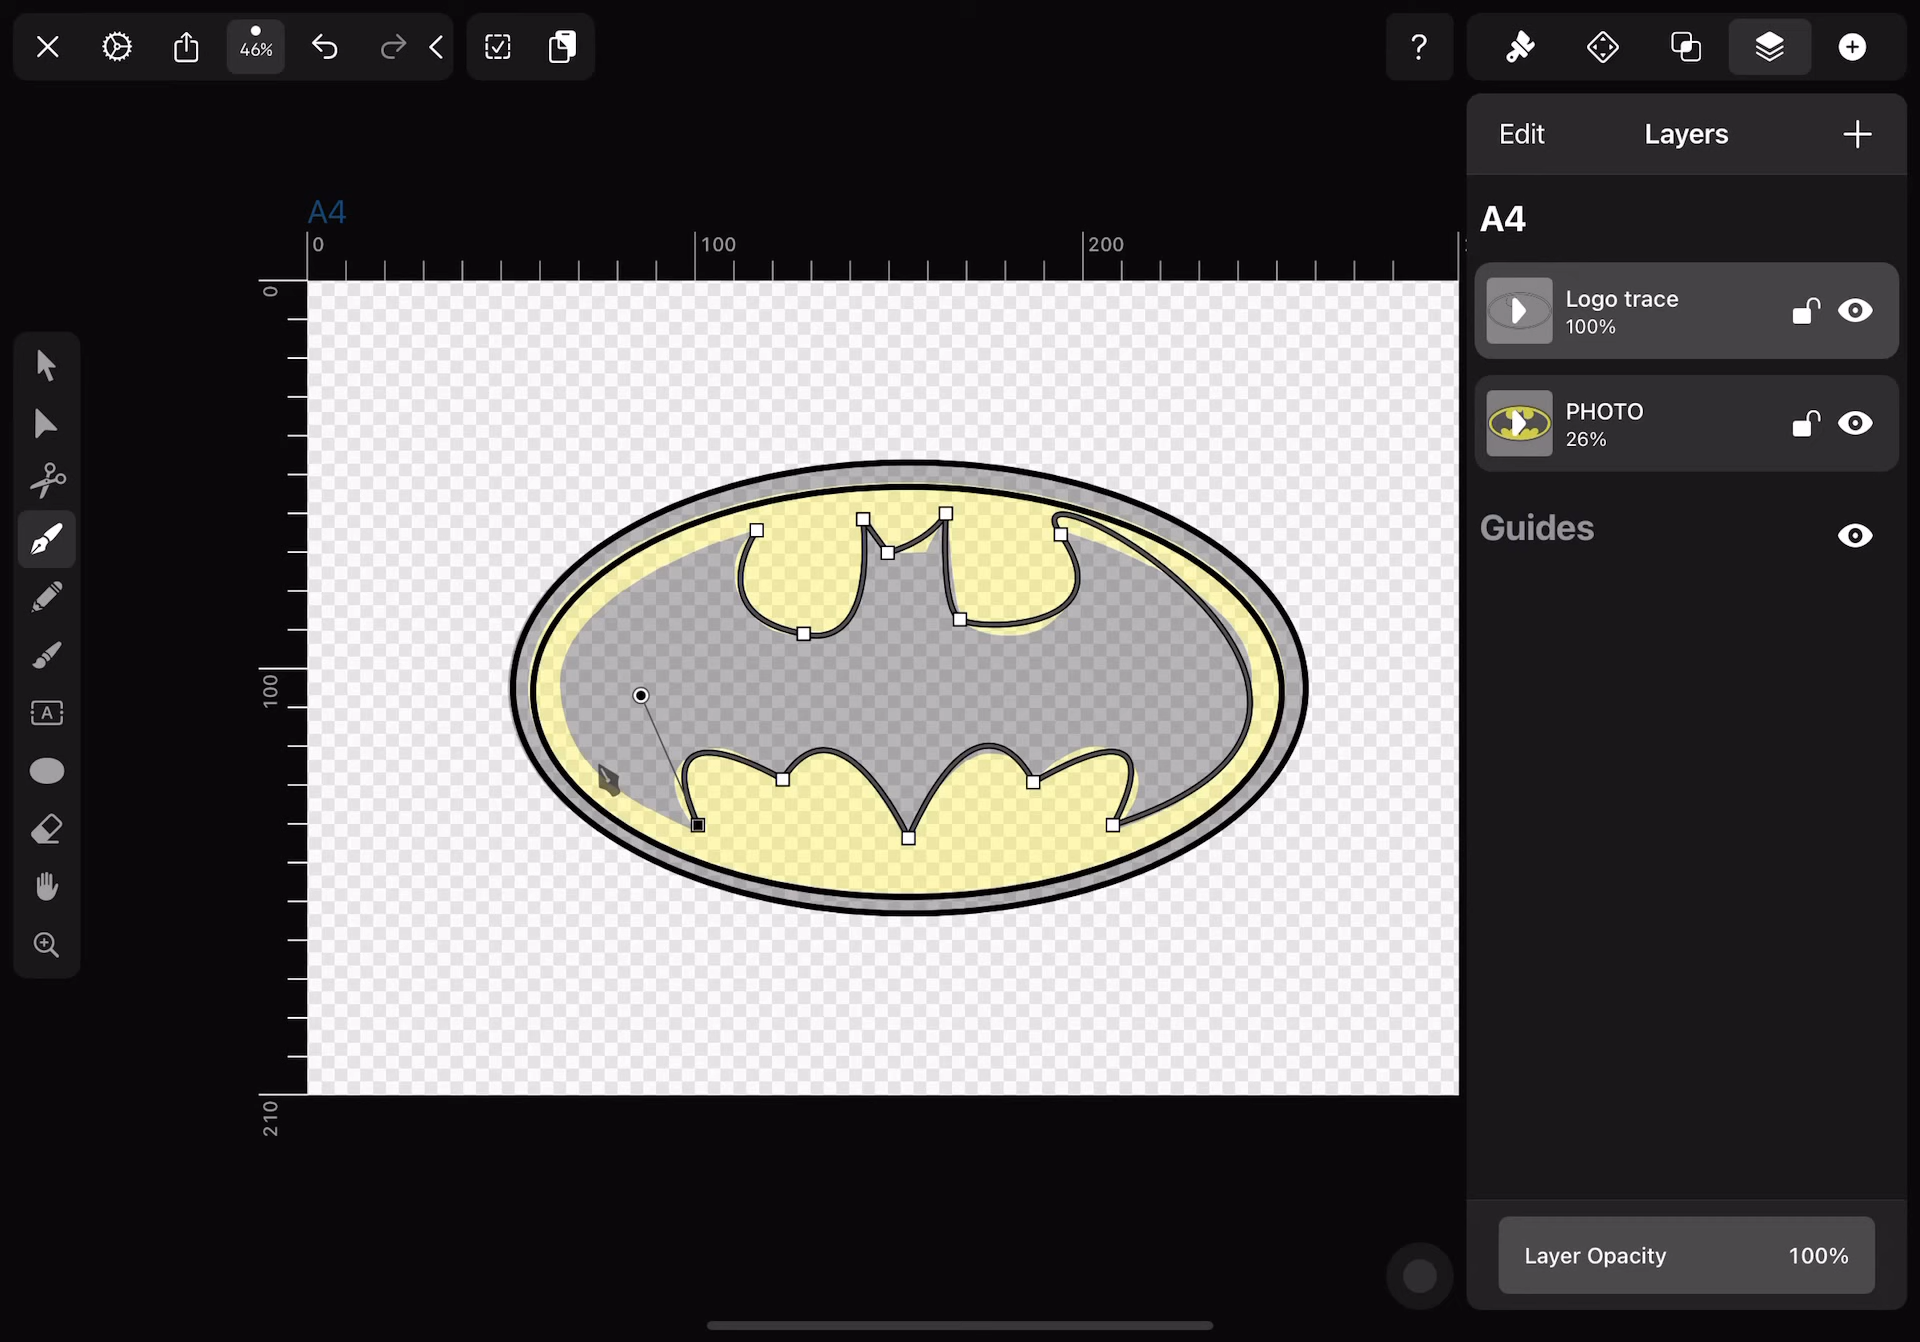 46%
?
Edit
Layers
A4
0
100
200
A4
Logo trace
100%
PHOTO
26%
Guides
0
100
210
A
Layer Opacity
100%